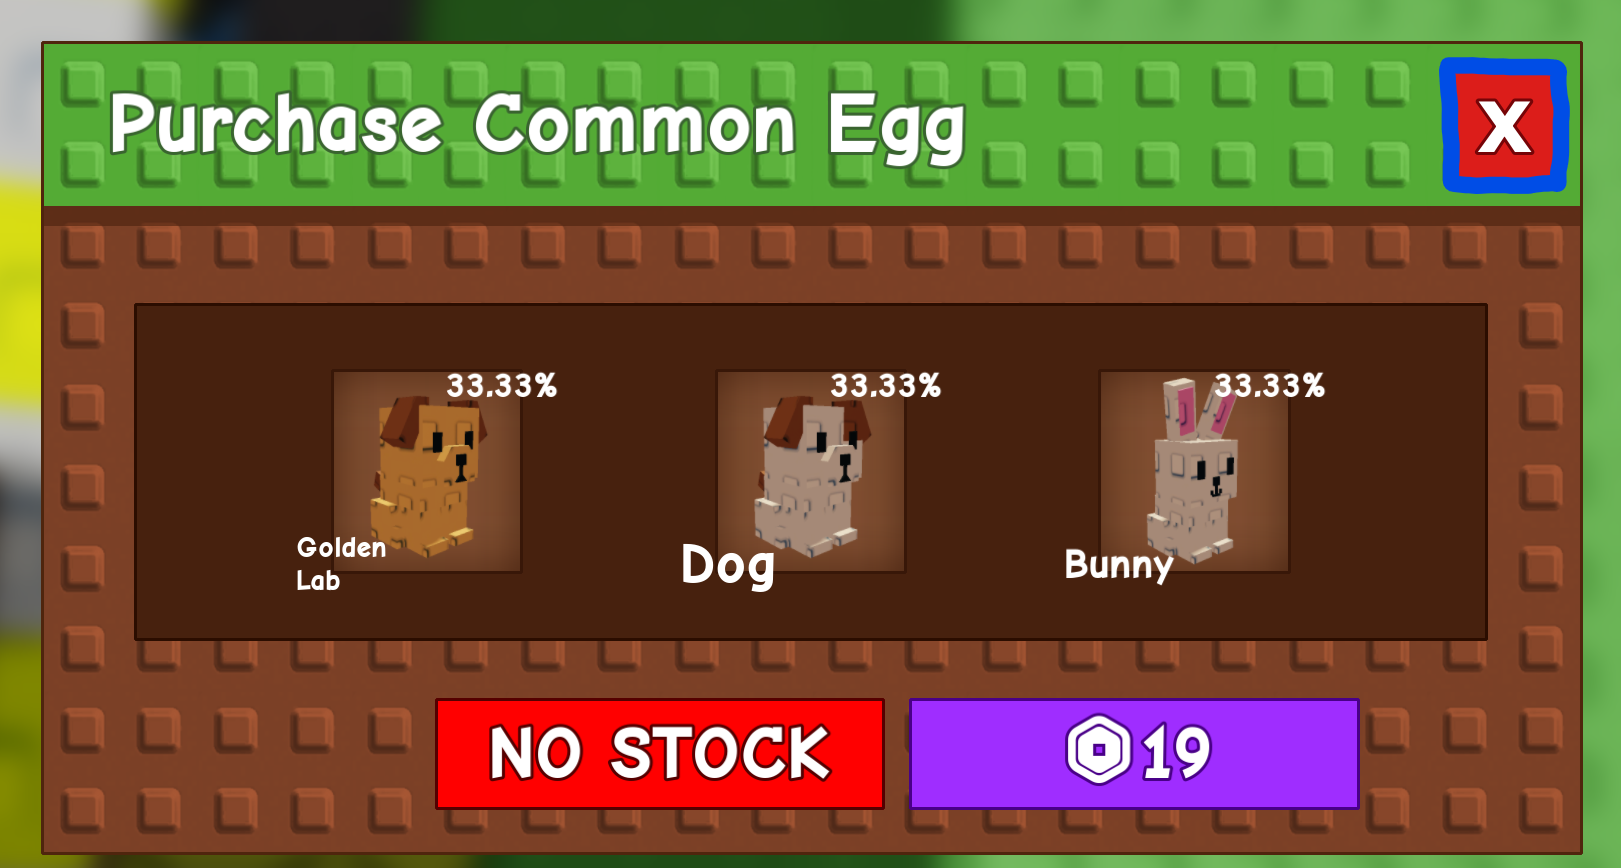 Purchase Common Egg
X
33.33%
33.33%
33.33%
Golden
Lab
Dog
Bunny
NO STOCK
19